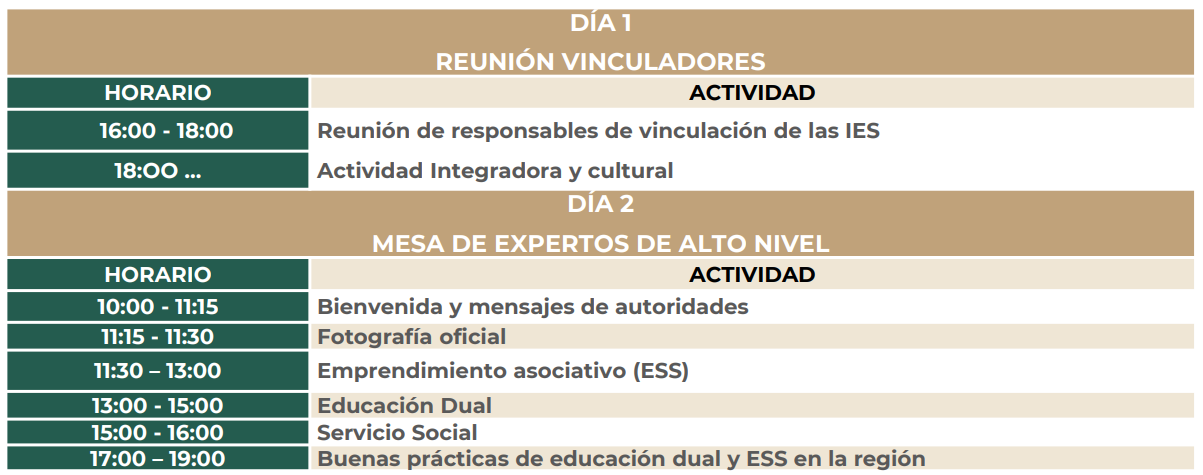 DÍA 1
REUNIÓN VINCULADORES
HORARIO ACTIVIDAD
16:00 - 18:00 Reunión de responsables de vinculación de las IES
18:OO ... Actividad Integradora y cultural
DÍA 2
MESA DE EXPERTOS DE ALTO NIVEL
HORARIO ACTIVIDAD
10:00 - 11:15 Bienvenida y mensajes de autoridades
11:15 - 11:30 Fotografía oficial
11:30 – 13:00 Emprendimiento asociativo (ESS)
13:00 - 15:00 Educación Dual
15:00 - 16:00 Servicio Social
17:00 – 19:00 Buenas prácticas de educación dual y ESS en la región